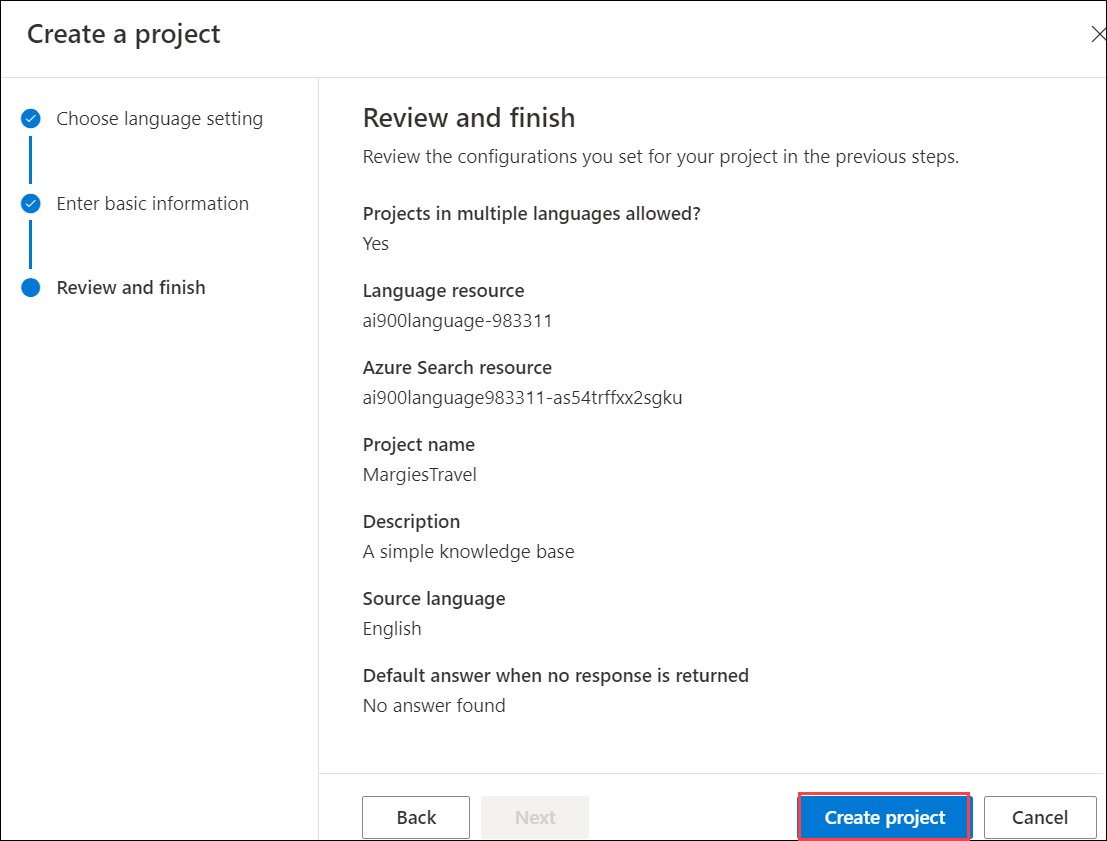 Create a project
Choose language setting
Enter basic information
Review and finish
Review and finish
Review the configurations you set for your project in the previous steps.
Projects in multiple languages allowed?
Yes
Language resource
ai900language-983311
Azure Search resource
ai900language983311-as54trffxx2sgku
Project name
MargiesTravel
Description
A simple knowledge base
Source language
English
Default answer when no response is returned
No answer found
Back
Next
Create project
Cancel